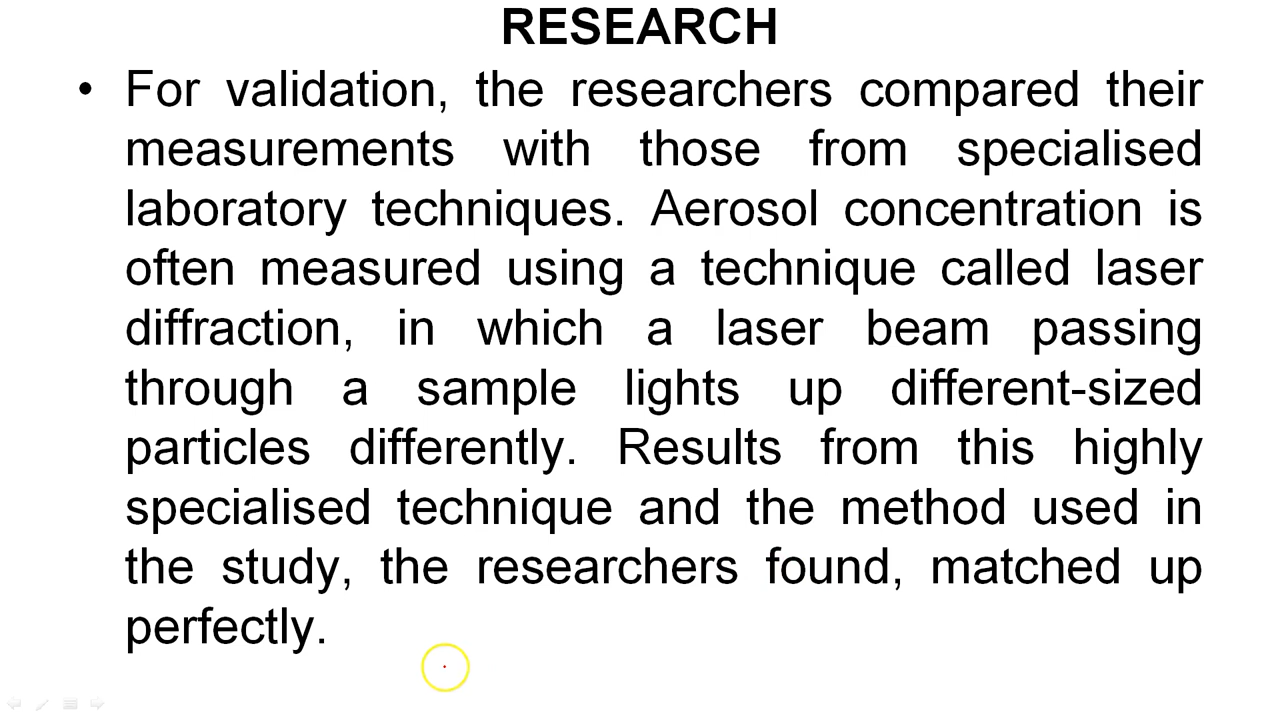 RESEARCH
• For validation, the researchers compared their
measurements with those from specialised
laboratory techniques. Aerosol concentration is
often measured using a technique called laser
diffraction, in which a laser beam passing
through a sample lights up different-sized
particles differently. Results from this highly
specialised technique and the method used in
the study, the researchers found, matched up
perfectly.